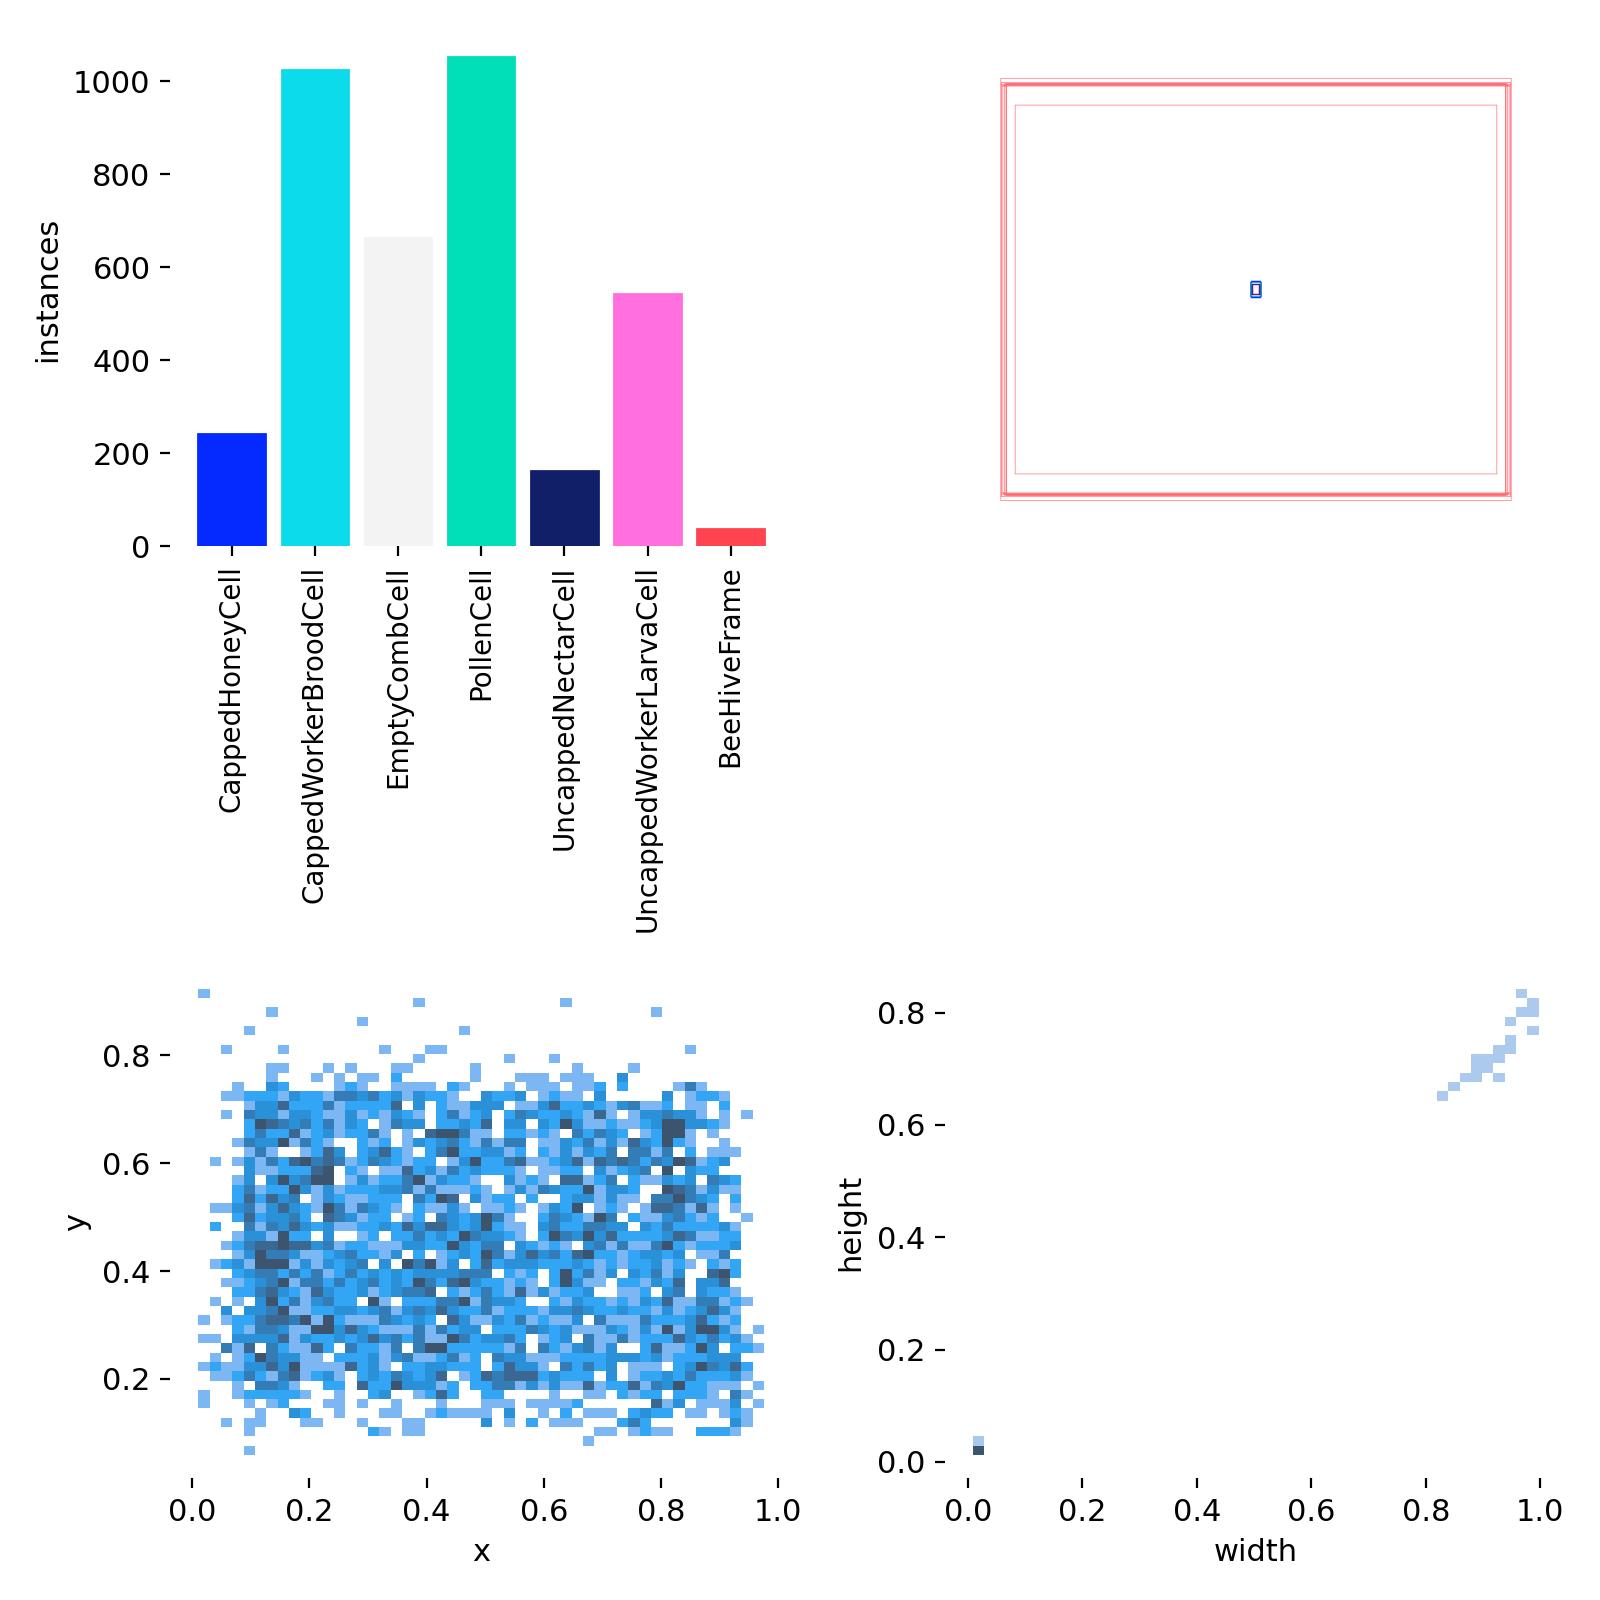 instances
1000
800
600
400
200
0
CappedHoneyCell
CappedWorkerBroodCell
EmptyCombCell
PollenCell
UncappedNectarCell
UncappedWorkerLarvaCell
BeeHiveFrame
y
0.8
0.6
0.4
0.2
0.0 0.2 0.4 0.6 0.8 1.0
x
height
0.8
0.6
0.4
0.2
0.0
0.0 0.2 0.4 0.6 0.8 1.0
width